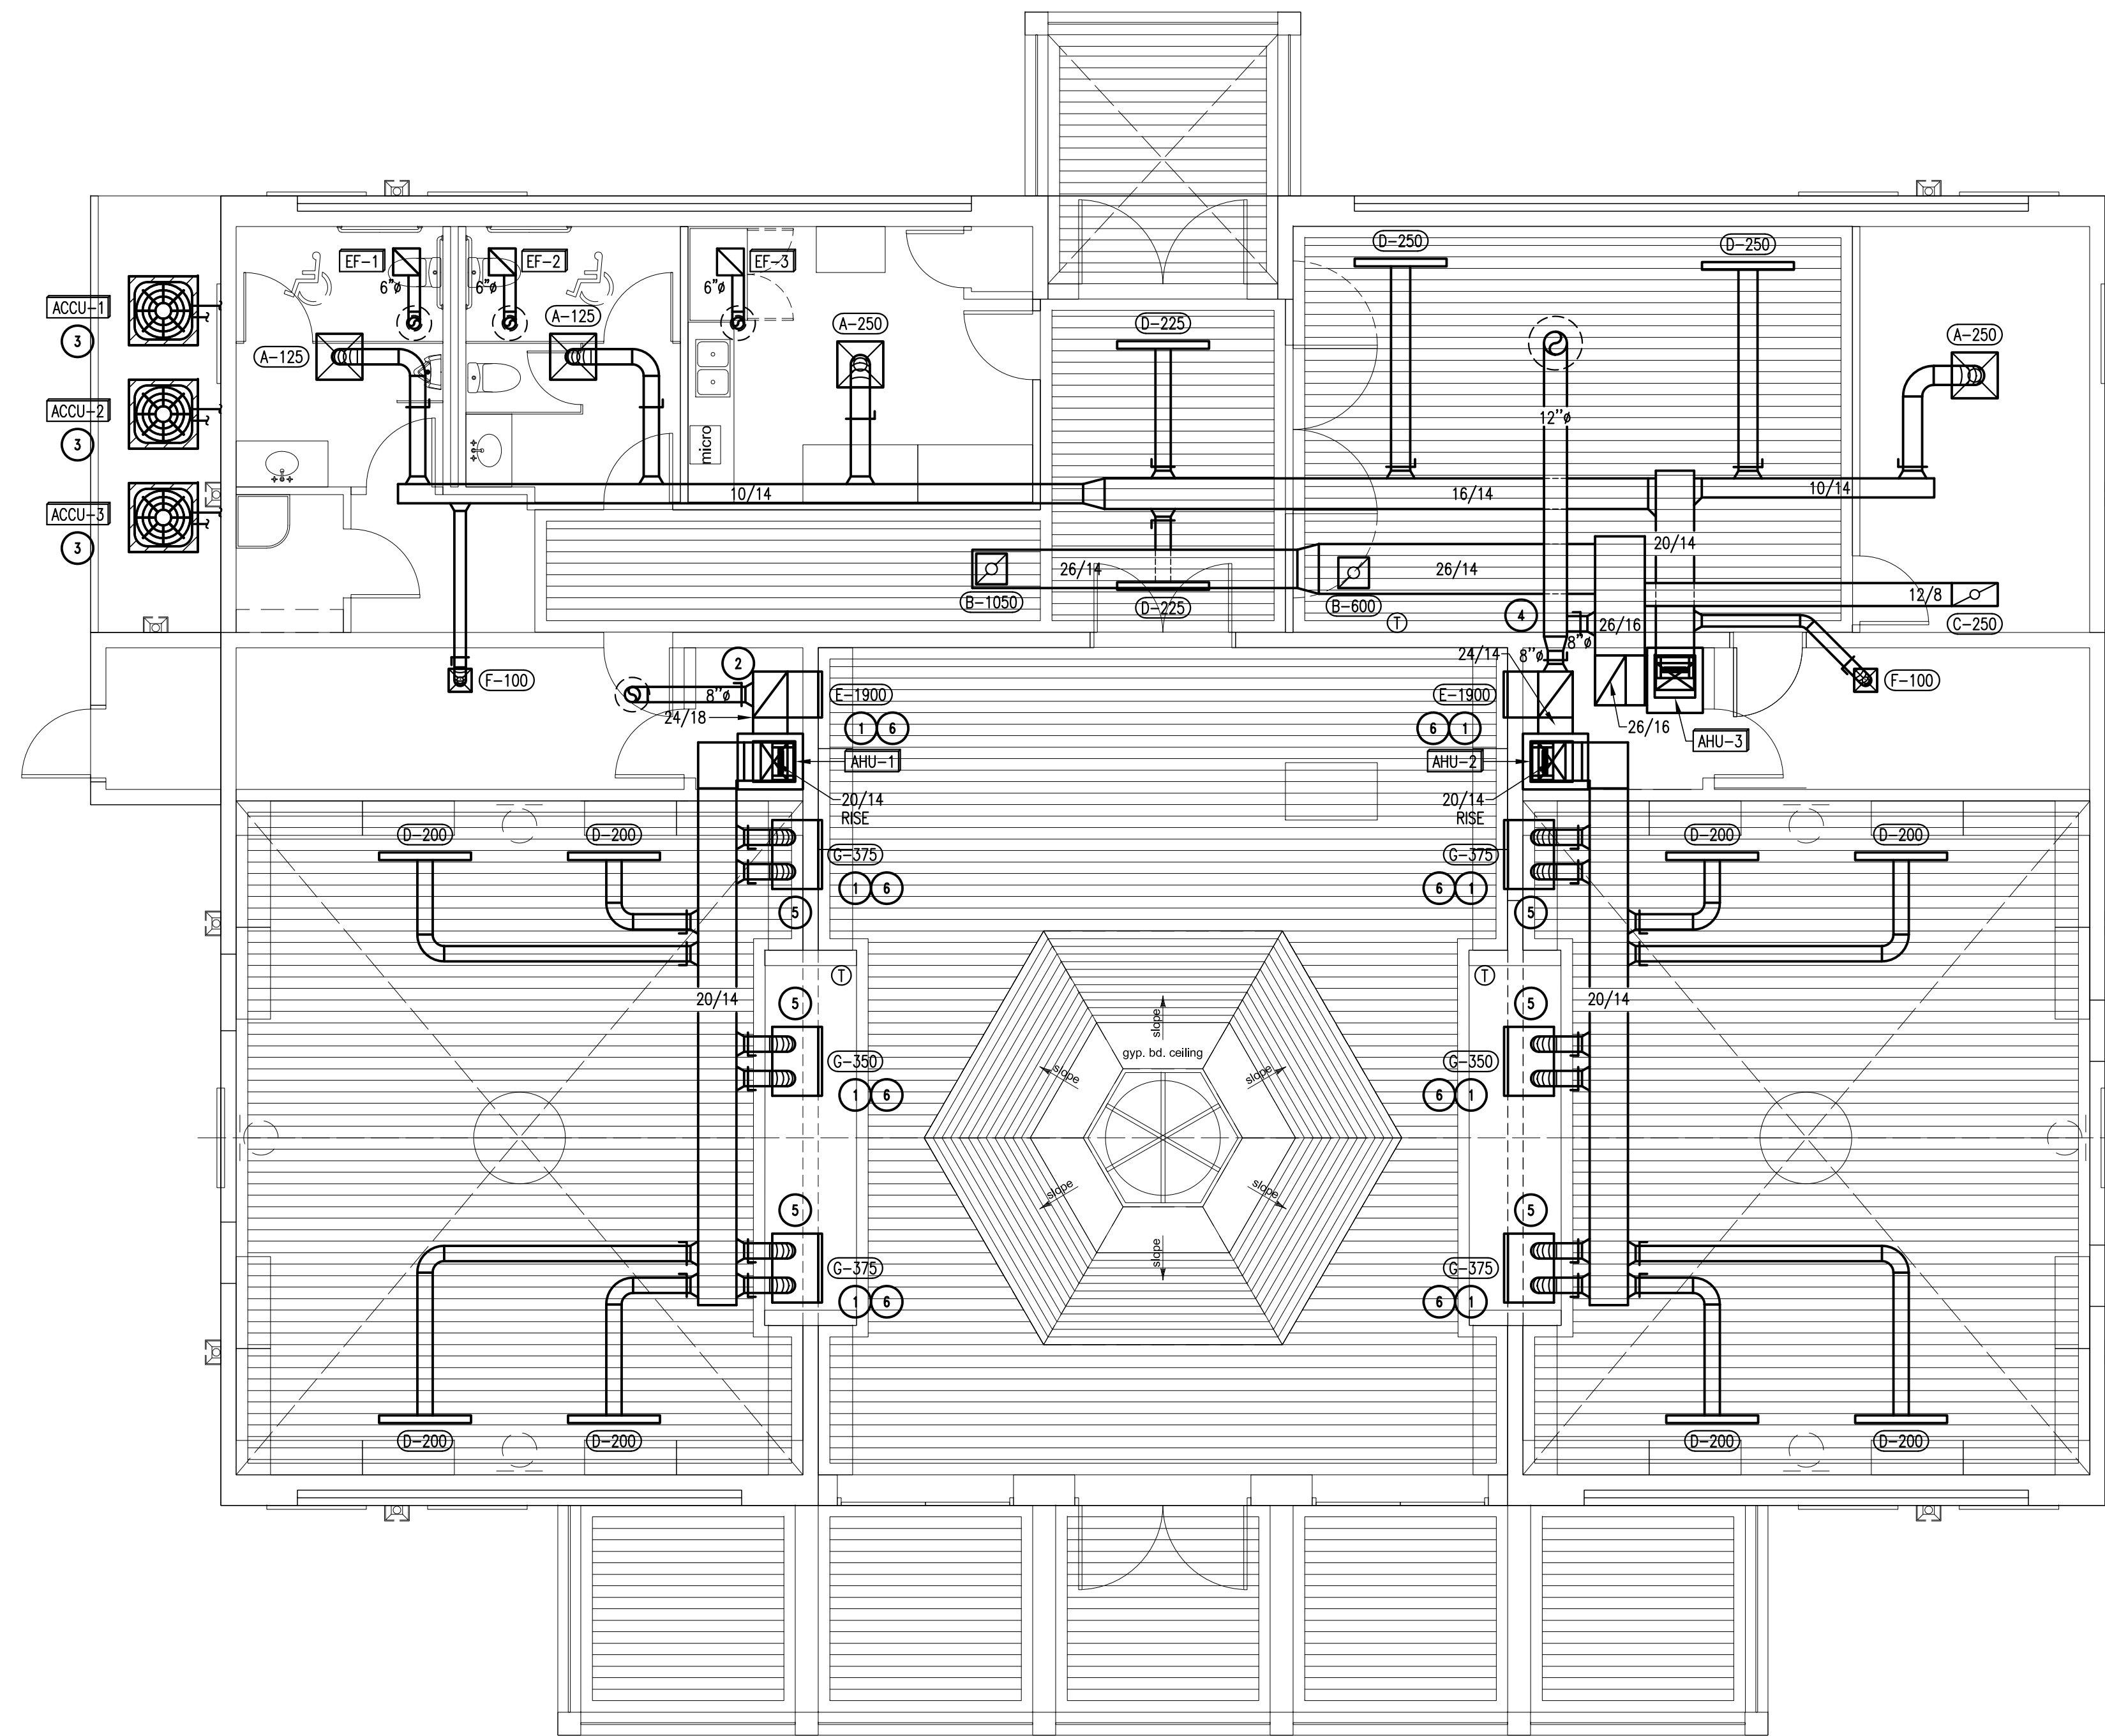 EF-1
EF-2
EF-3
D-250
D-250
6"ø
6"ø
6"ø
ACCU-1
3
A-125
A-125
A-250
D-225
A-250
ACCU-2
3
12"ø
micro
ACCU-3
3
10/14
16/14
10/14
20/14
26/14
26/14
B-1050
D-225
B-600
T
4
8"ø
26/16
12/8
C-250
2
24/14
8"ø
F-100
8"ø
24/18
E-1900
E-1900
F-100
1
6
6
1
26/16
AHU-1
AHU-2
AHU-3
20/14
RISE
20/14
RISE
D-200
D-200
G-375
G-375
D-200
D-200
1
6
6
1
5
5
T
T
20/14
5
5
20/14
slope
gyp. bd. ceiling
G-350
G-350
slope
slope
1
6
6
1
slope
slope
5
5
slope
G-375
G-375
1
6
6
1
D-200
D-200
D-200
D-200